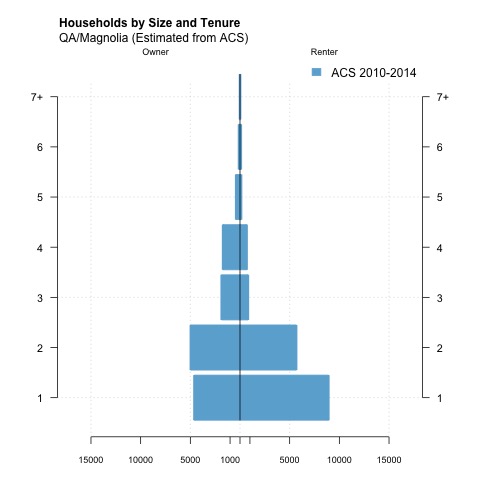 Households by Size and Tenure
QA/Magnolia (Estimated from ACS)
Owner Renter
ACS 2010-2014
7+ 7+
6 6
5 5
4 4
3 3
2 2
1 1
15000 10000 5000 1000 5000 10000 15000